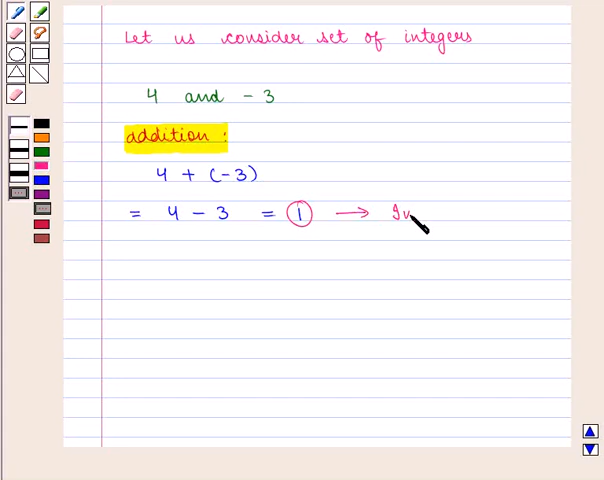 Let us consider set of integers
4 and - 3
addition :
4 + (-3)
= 4 - 3 = 1 →